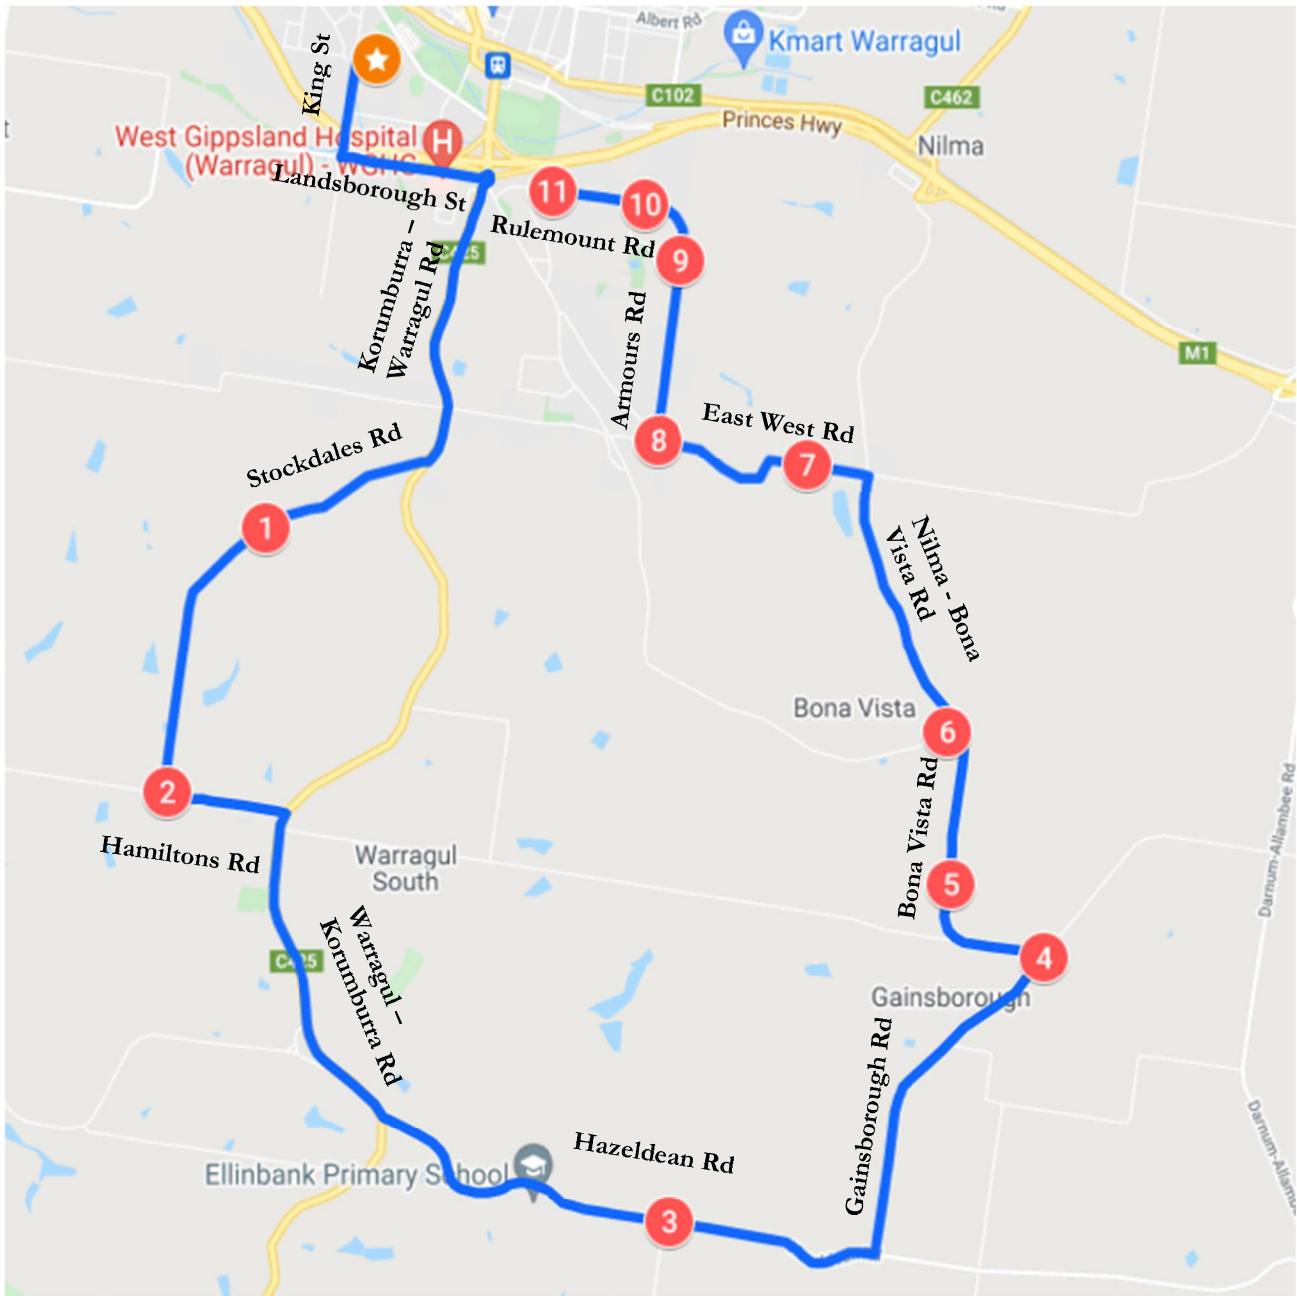 Albert Rd
Kmart Warragul
King St
C102
C462
Princes Hwy
Nilma
West Gippsland Hospital
(Warragul) - WGHG
H
Landsborough St
11
10
Rulemount Rd
9
Korumburra –
Warragul Rd
C425
Armours Rd
M1
East West Rd
8
7
Stockdales Rd
1
Nilma - Bona
Vista Rd
Bona Vista
6
2
Hamiltons Rd
Warragul
South
Bona Vista Rd
5
Darnum-Allambee Rd
Warragul –
Korumburra Rd
C425
4
Gainsborough
Gainsborough Rd
Ellinbank Primary School
Hazeldean Rd
3